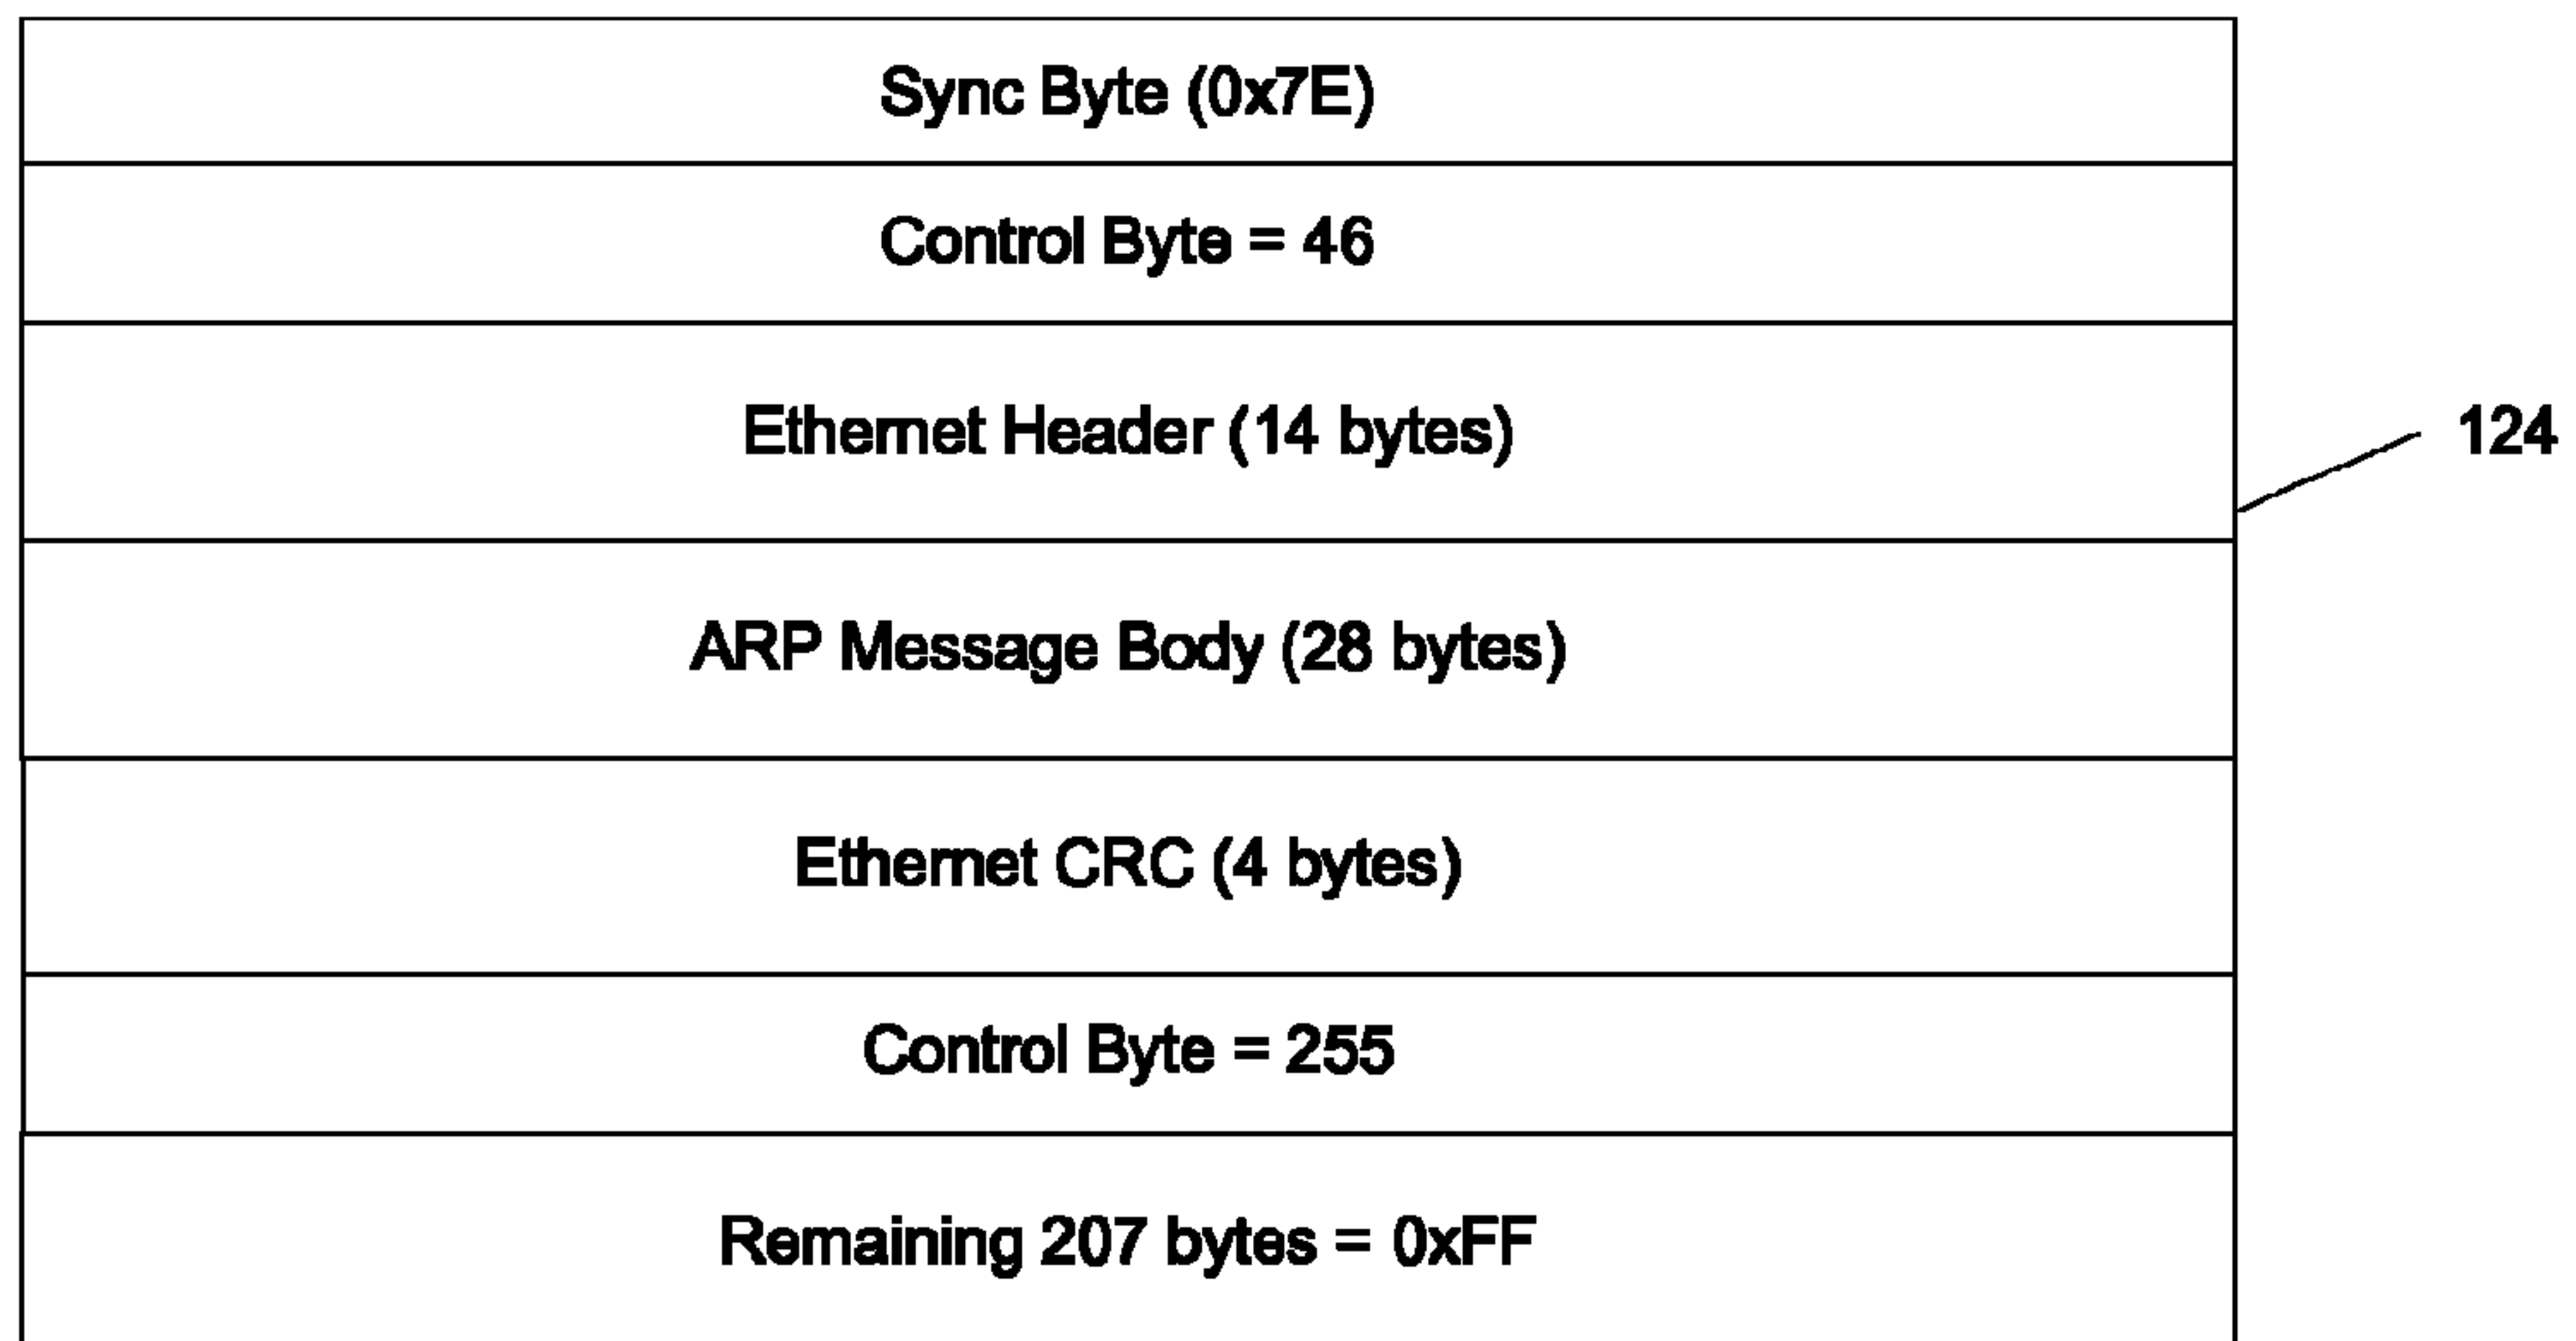 Sync Byte (0x7E)
Control Byte = 46
Ethernet Header (14 bytes)
124
ARP Message Body (28 bytes)
Ethernet CRC (4 bytes)
Control Byte = 255
Remaining 207 bytes = 0xFF